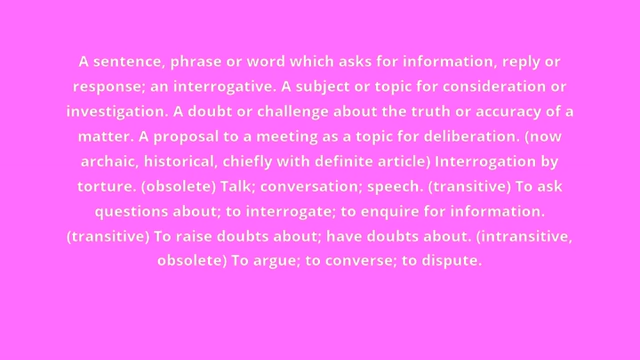 A sentence, phrase or word which asks for information, reply or
response; an interrogative. A subject or topic for consideration or
investigation. A doubt or challenge about the truth or accuracy of a
matter. A proposal to a meeting as a topic for deliberation. (now
archaic, historical, chiefly with definite article) Interrogation by
torture. (obsolete) Talk; conversation; speech. (transitive) To ask
questions about; to interrogate; to enquire for information.
(transitive) To raise doubts about; have doubts about. (intransitive,
obsolete) To argue; to converse; to dispute.